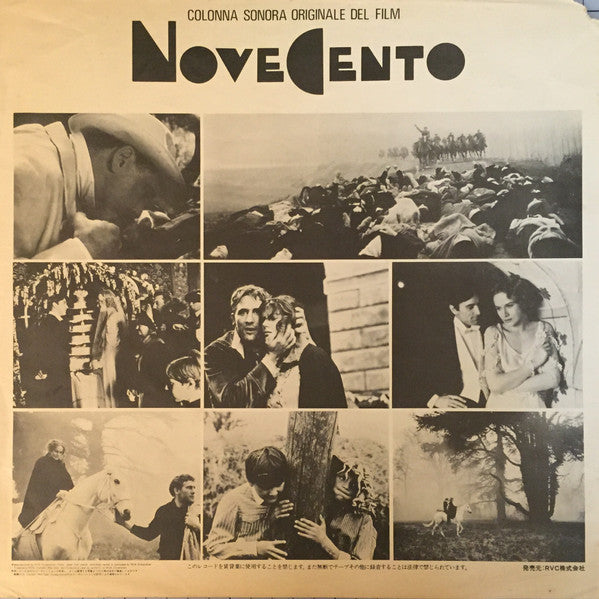 COLONNA SONORA ORIGINALE DEL FILM
NOVECENTO
このレコードを賃貸業に使用することを禁じます。また無断でテープその他に録音することは法律で禁じられています。
発売元:RVC株式会社